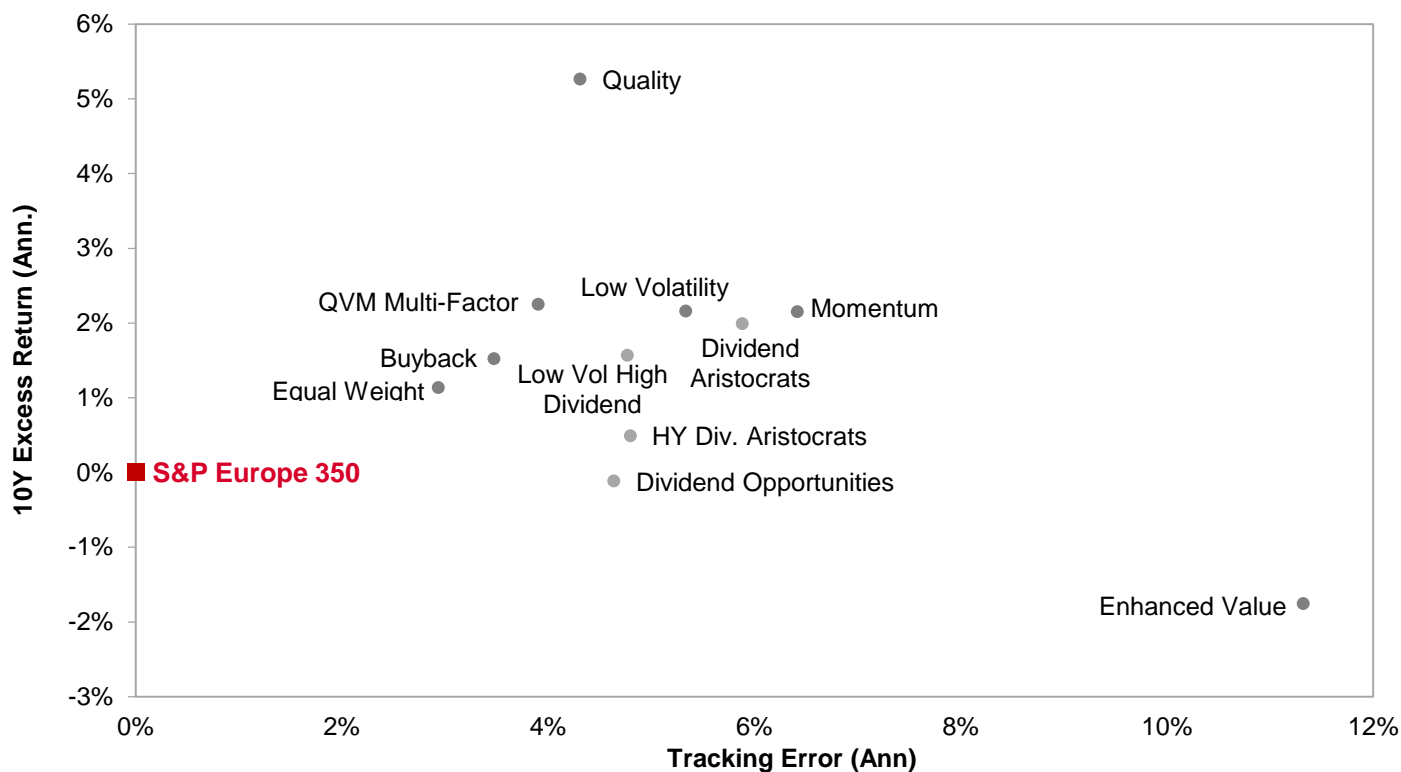 6%
5%
4%
3%
2%
1%
0%
-1%
-2%
-3%
10Y Excess Return (Ann.)
Quality
Low Volatility
QVM Multi-Factor
Momentum
Dividend
Aristocrats
Buyback
Low Vol High
Dividend
Equal Weight
HY Div. Aristocrats
S&P Europe 350
Dividend Opportunities
Enhanced Value
0%
2%
4%
6%
8%
10%
12%
Tracking Error (Ann)